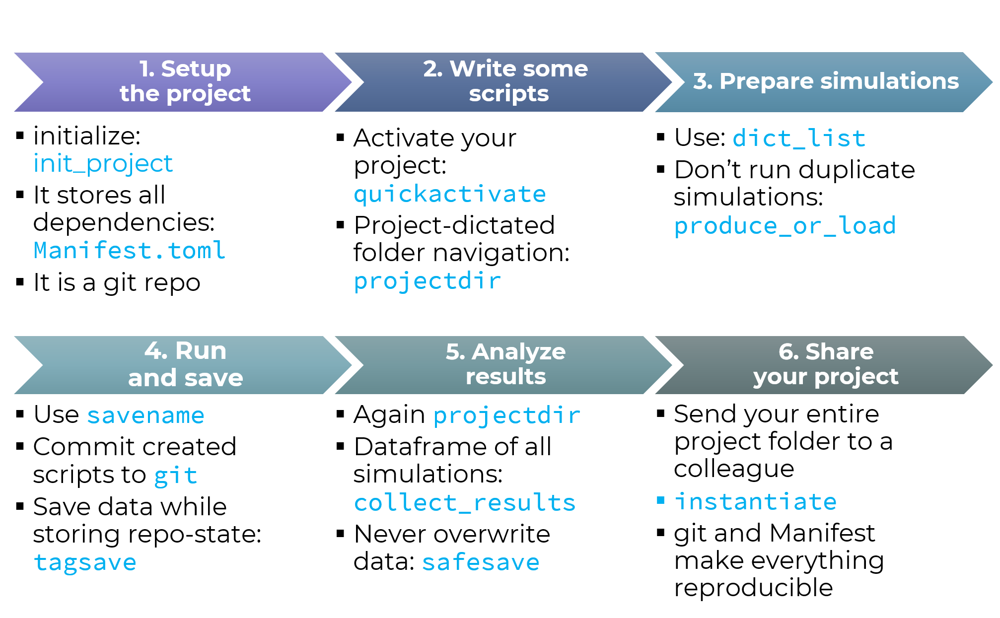 1. Setup
the project
▪ initialize:
init_project
▪ It stores all
dependencies:
Manifest.toml
▪ It is a git repo
2. Write some
scripts
▪ Activate your
project:
quickactivate
▪ Project-dictated
folder navigation:
projectdir
3. Prepare simulations
▪ Use: dict_list
▪ Don’t run duplicate
simulations:
produce_or_load
4. Run
and save
▪ Use savename
▪ Commit created
scripts to git
▪ Save data while
storing repo-state:
tagsave
5. Analyze
results
▪ Again projectdir
▪ Dataframe of all
simulations:
collect_results
▪ Never overwrite
data: safesave
6. Share
your project
▪ Send your entire
project folder to a
colleague
▪ instantiate
▪ git and Manifest
make everything
reproducible